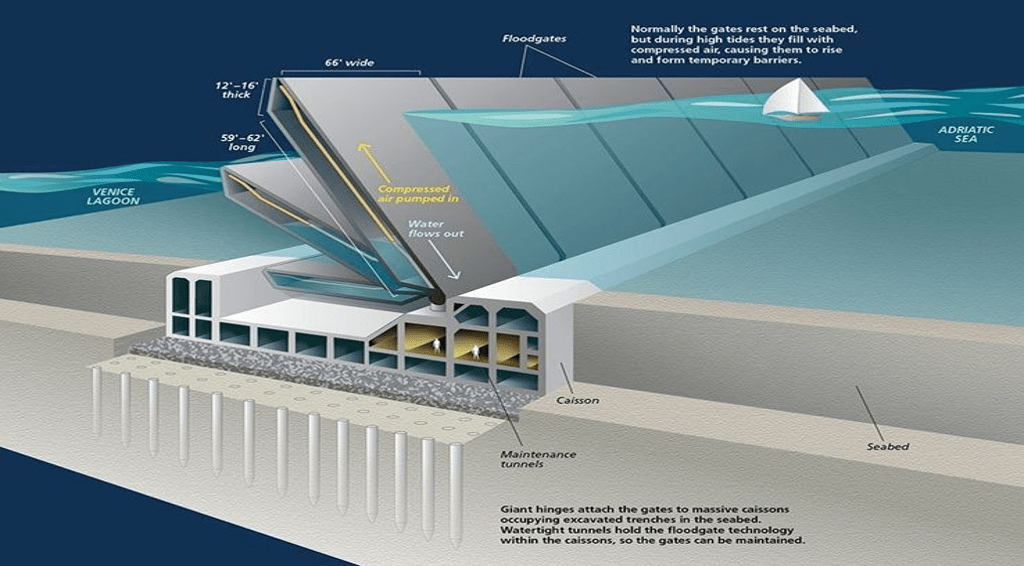 Normally the gates rest on the seabed,
but during high tides they fill with
compressed air, causing them to rise
and form temporary barriers.
Floodgates
66' wide
12'–16'
thick
59'–62'
long
ADRIATIC
SEA
VENICE
LAGOON
Compressed
air pumped in
Water
flows out
Caisson
Seabed
Maintenance
tunnels
Giant hinges attach the gates to massive caissons
occupying excavated trenches in the seabed.
Watertight tunnels hold the floodgate technology
within the caissons, so the gates can be maintained.